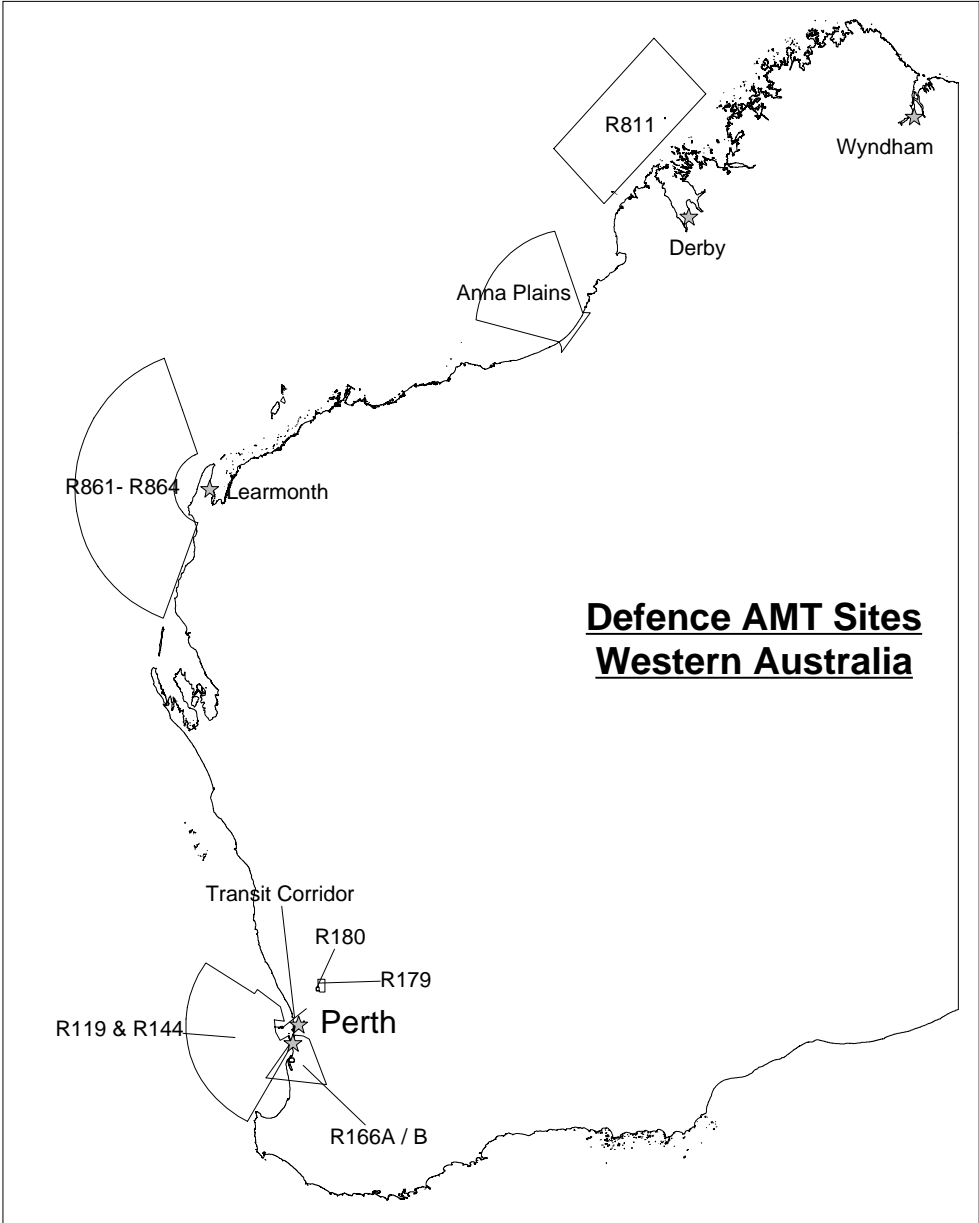 R811
Wyndham
Derby
Anna Plains
R861- R864
Learmonth
Defence AMT Sites
Western Australia
Transit Corridor
R180
R179
Perth
R119 & R144
R166A / B